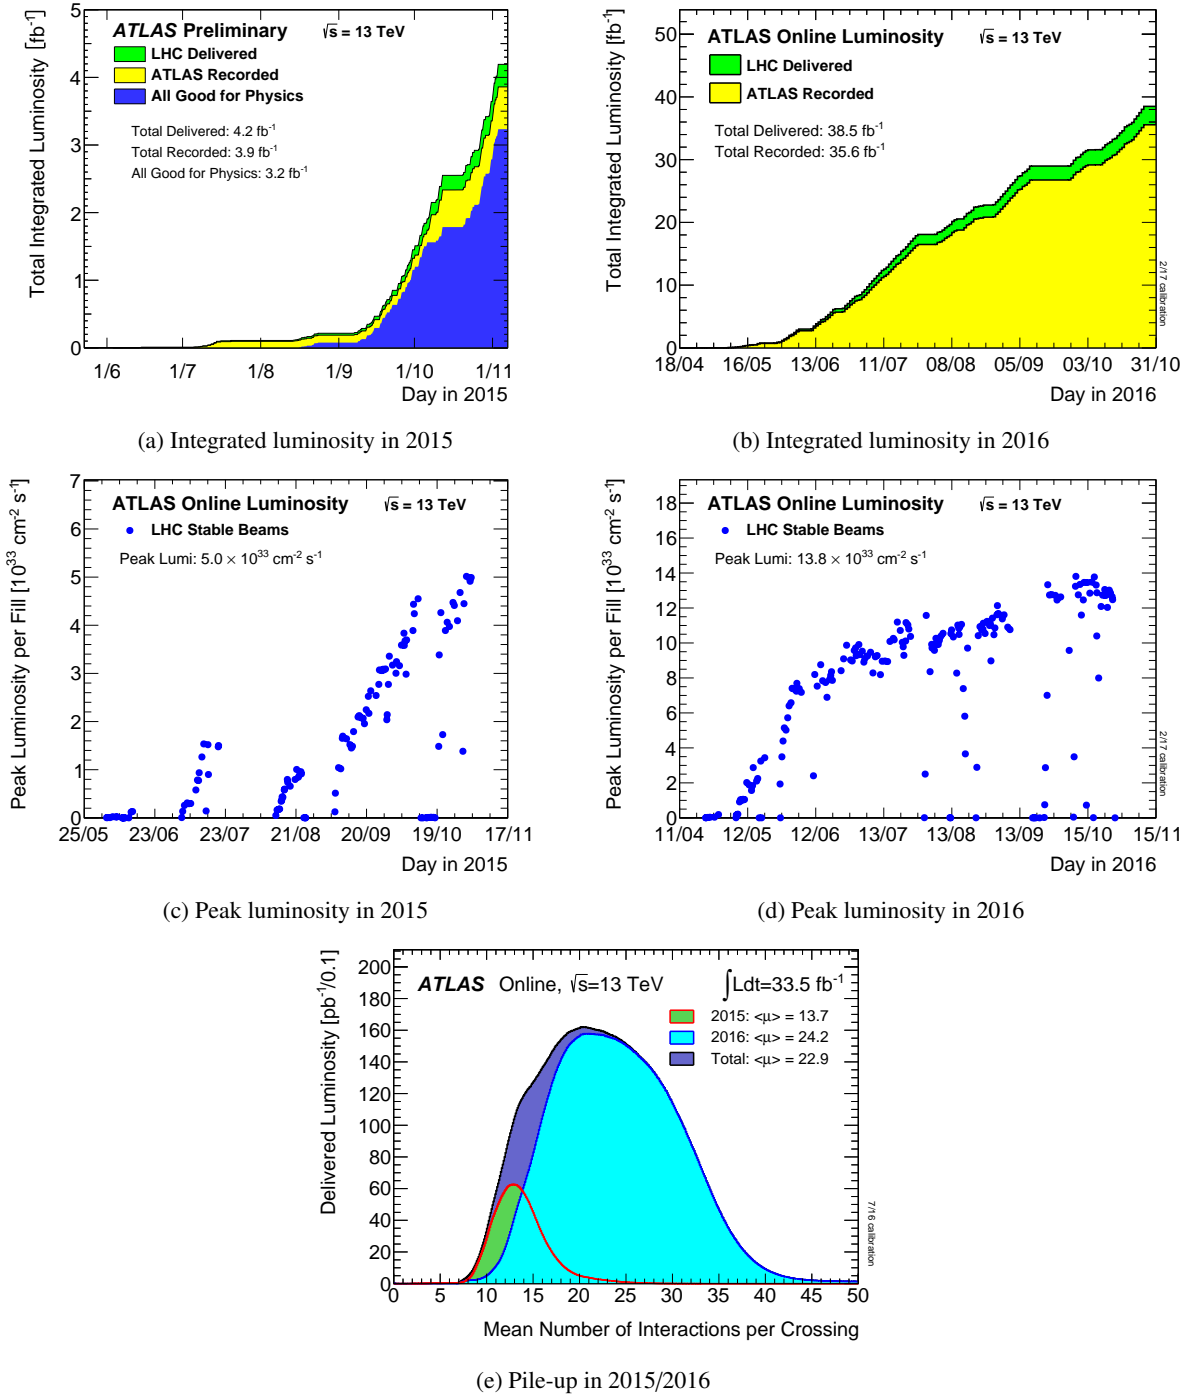 ATLAS Preliminary √s = 13 TeV
LHC Delivered
ATLAS Recorded
All Good for Physics
Total Delivered: 4.2 fb⁻¹
Total Recorded: 3.9 fb⁻¹
All Good for Physics: 3.2 fb⁻¹
Total Integrated Luminosity [fb⁻¹]
5
4
3
2
1
0
1/6 1/7 1/8 1/9 1/10 1/11
Day in 2015
(a) Integrated luminosity in 2015
ATLAS Online Luminosity √s = 13 TeV
LHC Delivered
ATLAS Recorded
Total Delivered: 38.5 fb⁻¹
Total Recorded: 35.6 fb⁻¹
Total Integrated Luminosity [fb⁻¹]
50
40
30
20
10
0
18/04 16/05 13/06 11/07 08/08 05/09 03/10 31/10
Day in 2016
2/17 calibration
(b) Integrated luminosity in 2016
ATLAS Online Luminosity √s = 13 TeV
LHC Stable Beams
Peak Lumi: 5.0 × 10³³ cm⁻² s⁻¹
Peak Luminosity per Fill [10³³ cm⁻² s⁻¹]
7
6
5
4
3
2
1
0
25/05 23/06 23/07 21/08 20/09 19/10 17/11
Day in 2015
(c) Peak luminosity in 2015
ATLAS Online Luminosity √s = 13 TeV
LHC Stable Beams
Peak Lumi: 13.8 × 10³³ cm⁻² s⁻¹
Peak Luminosity per Fill [10³³ cm⁻² s⁻¹]
18
16
14
12
10
8
6
4
2
0
11/04 12/05 12/06 13/07 13/08 13/09 15/10 15/11
Day in 2016
2/17 calibration
(d) Peak luminosity in 2016
ATLAS Online, √s=13 TeV ∫Ldt=33.5 fb⁻¹
2015: <μ> = 13.7
2016: <μ> = 24.2
Total: <μ> = 22.9
Delivered Luminosity [pb⁻¹/0.1]
200
180
160
140
120
100
80
60
40
20
0
0 5 10 15 20 25 30 35 40 45 50
Mean Number of Interactions per Crossing
7/16 calibration
(e) Pile-up in 2015/2016